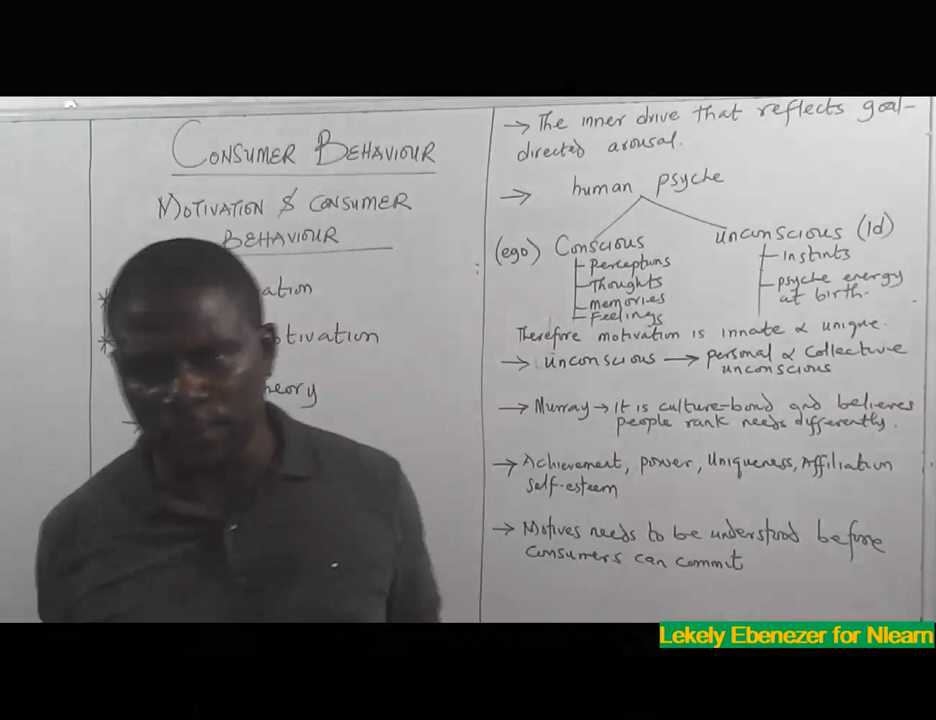 CONSUMER BEHAVIOUR
MOTIVATION & CONSUMER
BEHAVIOUR
ation
tivation
heory
→ The inner drive that reflects goal-
directed arousal.
→ human psyche
(ego) Conscious
Perceptions
Thoughts
memories
Feelings
unconscious (Id)
instints
psyche energy
at birth.
Therefore motivation is innate & unique.
→ unconscious → personal & Collective
unconscious
→ Murray → It is culture-bond and believes
people rank needs differently.
→ Achievement, power, Uniqueness, Affiliation
self-esteem
→ Motives needs to be understood before
consumers can commit
Lekely Ebenezer for Nlearn